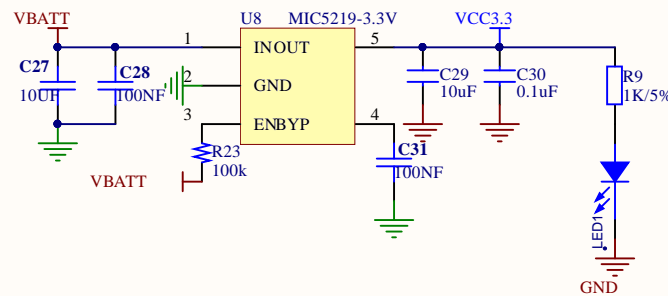 VBATT
U8 MIC5219-3.3V
VCC3.3
1 INOUT 5
C27
10UF
C28
100NF
2 GND
3 ENBYP 4
C29
10uF
C30
0.1uF
R9
1K/5%
R23
100k
VBATT
C31
100NF
LED1
GND